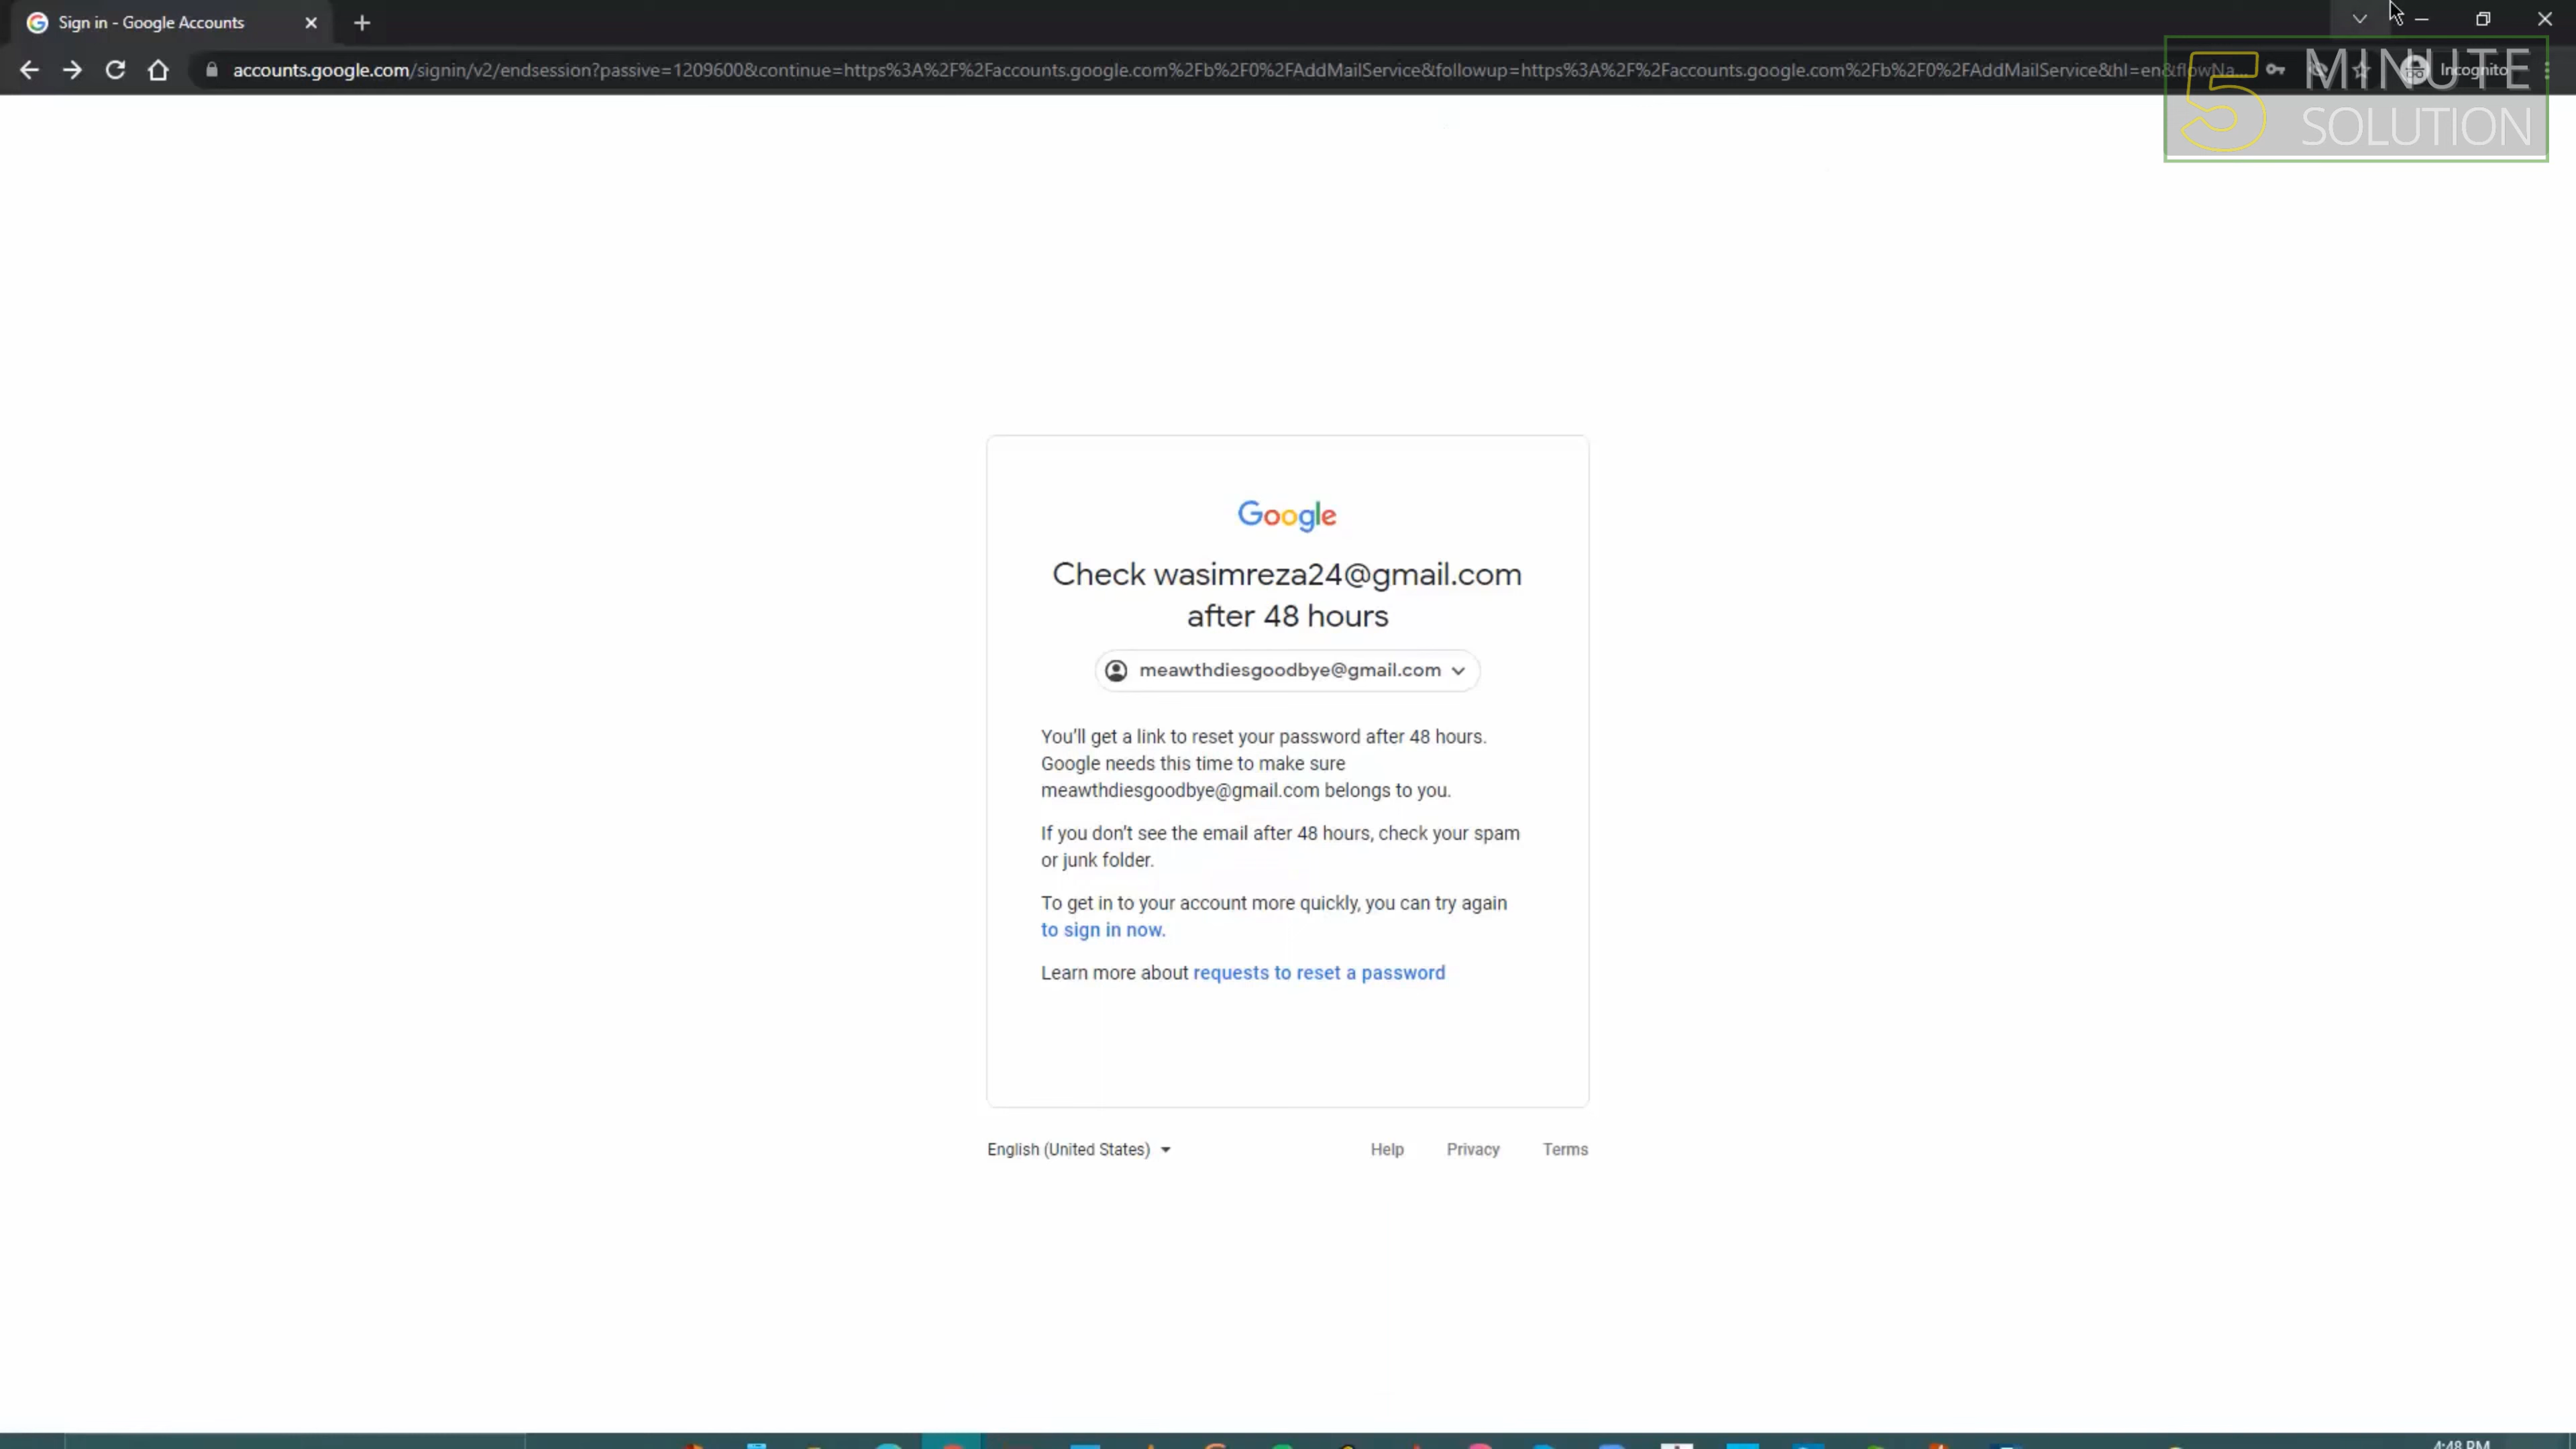 Sign in - Google Accounts
accounts.google.com/signin/v2/endsession?passive=1209600&continue=https%3A%2F%2Faccounts.google.com%2Fb%2F0%2FAddMailService&followup=https%3A%2F%2Faccounts.google.com%2Fb%2F0%2FAddMailService&hl=en&flowNa...
Incognito
5 MINUTE
SOLUTION
Google
Check wasimreza24@gmail.com
after 48 hours
meawthdiesgoodbye@gmail.com
You'll get a link to reset your password after 48 hours.
Google needs this time to make sure
meawthdiesgoodbye@gmail.com belongs to you.
If you don't see the email after 48 hours, check your spam
or junk folder.
To get in to your account more quickly, you can try again
to sign in now.
Learn more about requests to reset a password
English (United States)
Help
Privacy
Terms
4:48 PM